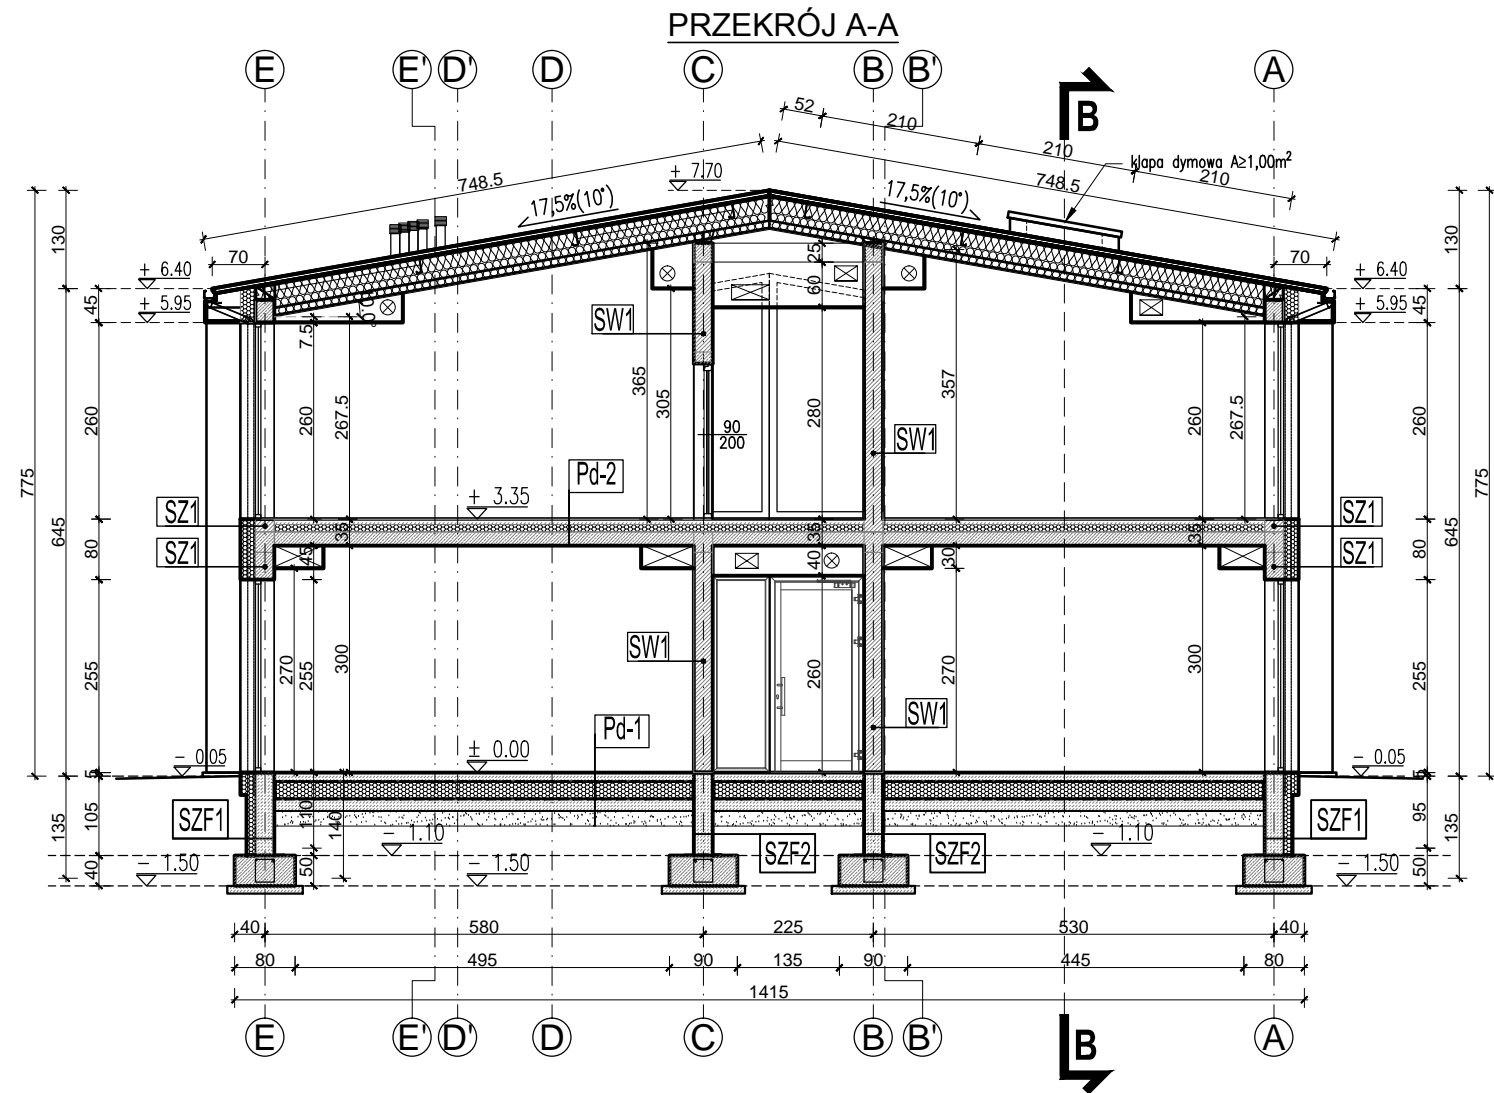 PRZEKRÓJ A-A
E E' D' D C B B' A
B
52 210 210 210
klapa dymowa A≥1,00m²
748.5 748.5
+ 7.70
17,5%(10°) 17,5%(10°)
130 130
70 70
+ 6.40 + 6.40
+ 5.95 + 5.95
45 45
25
60
7.5
SW1
365
305
357
260 260 267.5 280 260 267.5 260
90
200
SW1
Pd-2
775 775
+ 3.35
SZ1 SZ1
SZ1 SZ1
645 645
80 80
35 35 35
45 40 30
SW1
270 255 300 260 270 300
255 255
SW1
Pd-1
± 0.00
- 0.05 - 0.05
5 5
SZF1 SZF1
135 105 110 140 95 135
- 1.10 - 1.10
SZF2 SZF2
- 1.50 - 1.50 - 1.50
40 50 50
40 580 225 530 40
80 495 90 135 90 445 80
1415
E E' D' D C B B' A
B